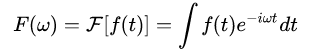 F(ω) = ℱ[f(t)] = ∫ f(t)e^{-iωt}dt